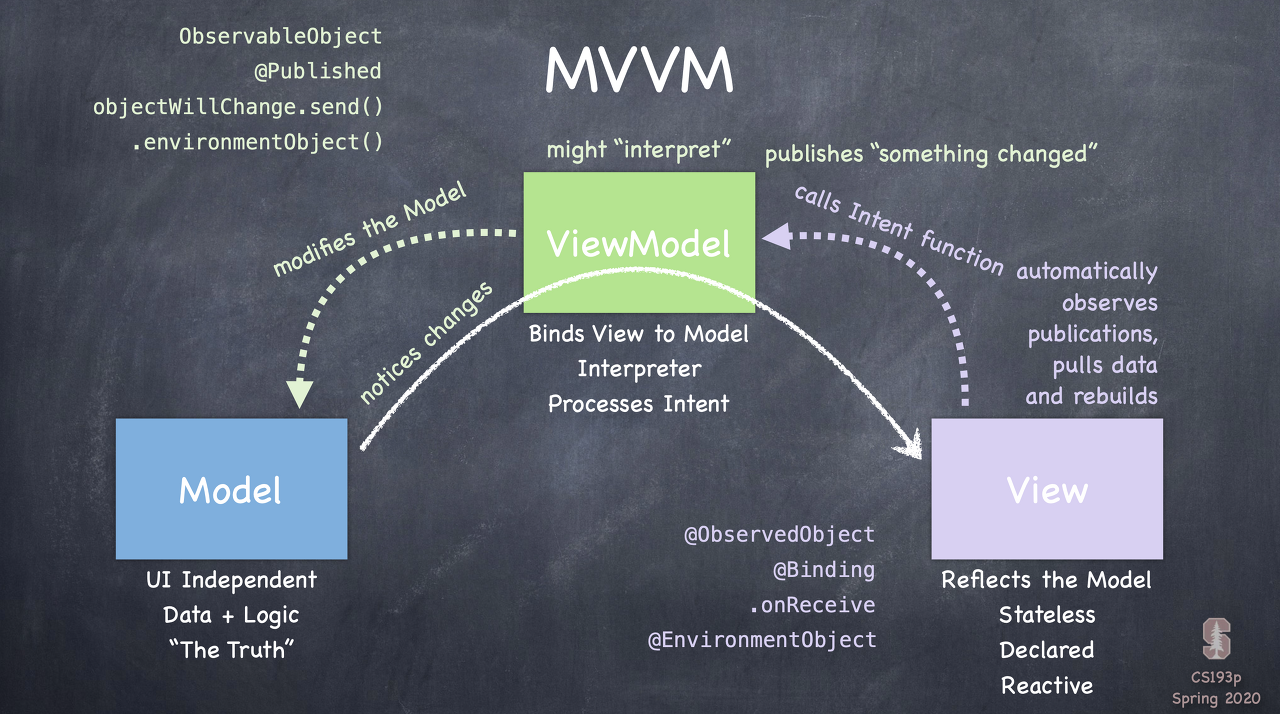 ObservableObject
@Published
objectWillChange.send()
.environmentObject()
MVVM
might “interpret”
publishes “something changed”
modifies the Model
notices changes
ViewModel
Binds View to Model
Interpreter
Processes Intent
calls Intent function
automatically
observes
publications,
pulls data
and rebuilds
Model
UI Independent
Data + Logic
“The Truth”
@ObservedObject
@Binding
.onReceive
@EnvironmentObject
View
Reflects the Model
Stateless
Declared
Reactive
S
CS193p
Spring 2020